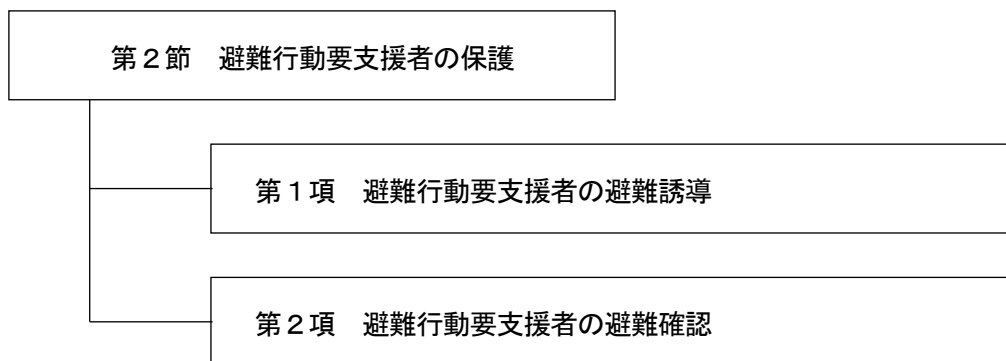 第２節　避難行動要支援者の保護
第１項　避難行動要支援者の避難誘導
第２項　避難行動要支援者の避難確認